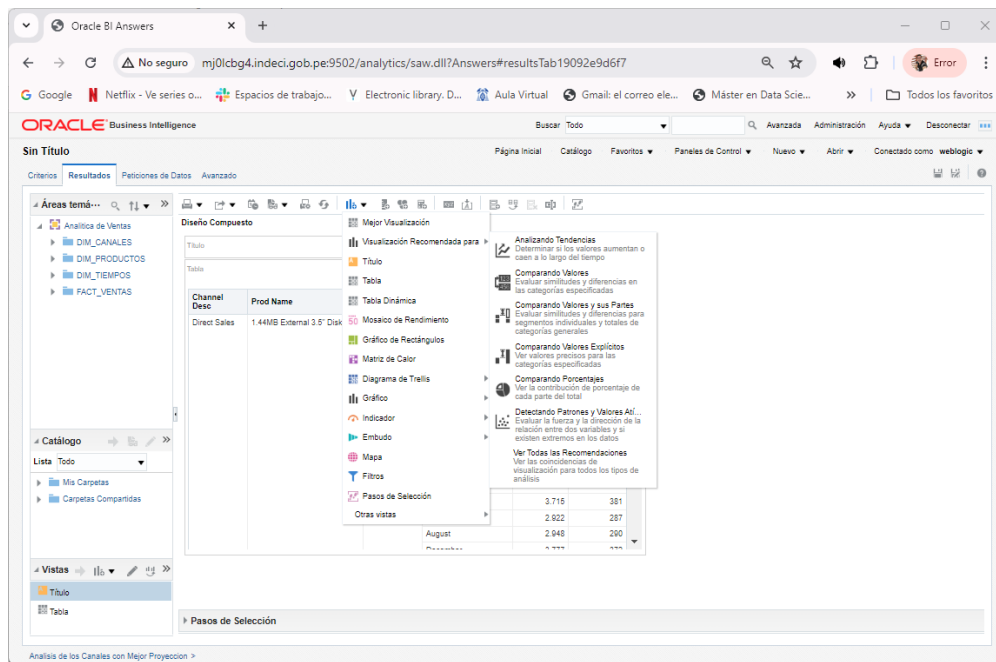 Oracle BI Answers
No seguro mj0lcbg4.indeci.gob.pe:9502/analytics/saw.dll?Answers#resultsTab19092e9d6f7
Error
Google
Netflix - Ve series o...
Espacios de trabajo...
Electronic library. D...
Aula Virtual
Gmail: el correo ele...
Máster en Data Scie...
Todos los favoritos
ORACLE Business Intelligence
Buscar Todo
Avanzada
Administración
Ayuda
Desconectar
Sin Título
Página Inicial
Catálogo
Favoritos
Paneles de Control
Nuevo
Abrir
Conectado como weblogic
Criterios
Resultados
Peticiones de Datos
Avanzado
Áreas temá...
Analitica de Ventas
DIM_CANALES
DIM_PRODUCTOS
DIM_TIEMPOS
FACT_VENTAS
Catálogo
Lista Todo
Mis Carpetas
Carpetas Compartidas
Vistas
Título
Tabla
Diseño Compuesto
Título
Tabla
Channel Desc
Prod Name
Direct Sales
1.44MB External 3.5" Disk
Mejor Visualización
Visualización Recomendada para
Título
Tabla
Tabla Dinámica
Mosaico de Rendimiento
Gráfico de Rectángulos
Matriz de Calor
Diagrama de Trellis
Gráfico
Indicador
Embudo
Mapa
Filtros
Pasos de Selección
Otras vistas
Analizando Tendencias
Determinar si los valores aumentan o
caen a lo largo del tiempo
Comparando Valores
Evaluar similitudes y diferencias en
las categorías especificadas
Comparando Valores y sus Partes
Evaluar similitudes y diferencias para
segmentos individuales y totales de
categorías generales
Comparando Valores Explícitos
Ver valores precisos para las
categorías especificadas
Comparando Porcentajes
Ver la contribución de porcentaje de
cada parte del total
Detectando Patrones y Valores Atí...
Evaluar la fuerza y la dirección de la
relación entre dos variables y si
existen extremos en los datos
Ver Todas las Recomendaciones
Ver las coincidencias de
visualización para todos los tipos de
análisis
3.715 381
2.922 287
August 2.948 290
Pasos de Selección
Analisis de los Canales con Mejor Proyeccion >